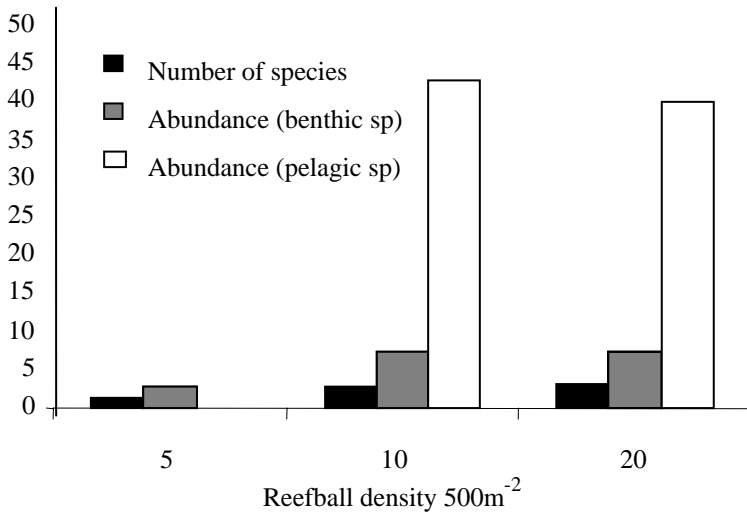 50
45
40
35
30
25
20
15
10
5
0
Number of species
Abundance (benthic sp)
Abundance (pelagic sp)
5 10 20
Reefball density 500m-2